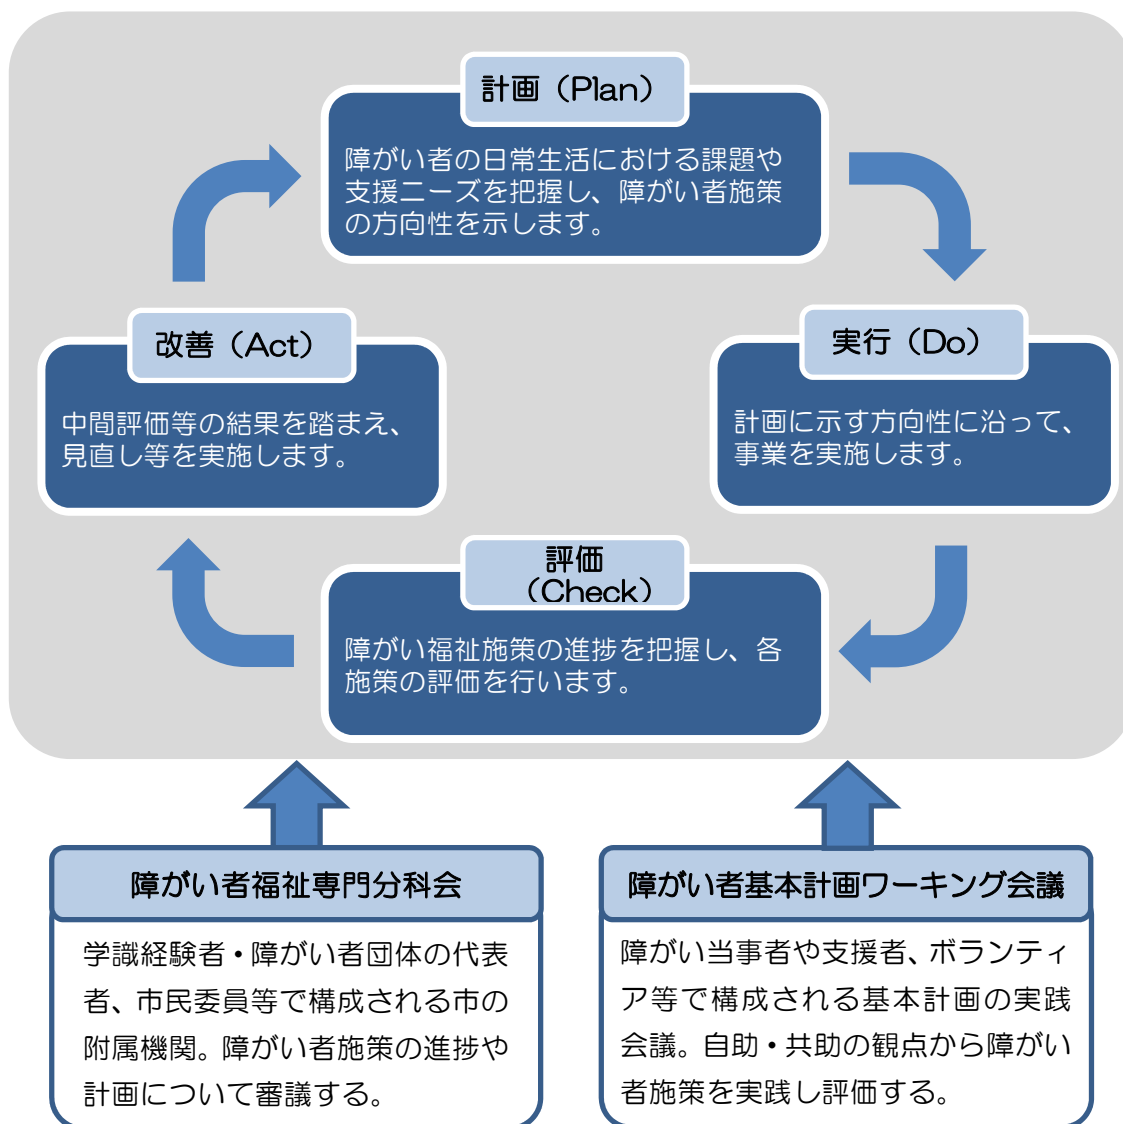 計画（Plan）
障がい者の日常生活における課題や
支援ニーズを把握し、障がい者施策
の方向性を示します。
改善（Act）
中間評価等の結果を踏まえ、
見直し等を実施します。
実行（Do）
計画に示す方向性に沿って、
事業を実施します。
評価
（Check）
障がい福祉施策の進捗を把握し、各
施策の評価を行います。
障がい者福祉専門分科会
学識経験者・障がい者団体の代表
者、市民委員等で構成される市の
附属機関。障がい者施策の進捗や
計画について審議する。
障がい者基本計画ワーキング会議
障がい当事者や支援者、ボランティ
ア等で構成される基本計画の実践
会議。自助・共助の観点から障がい
者施策を実践し評価する。